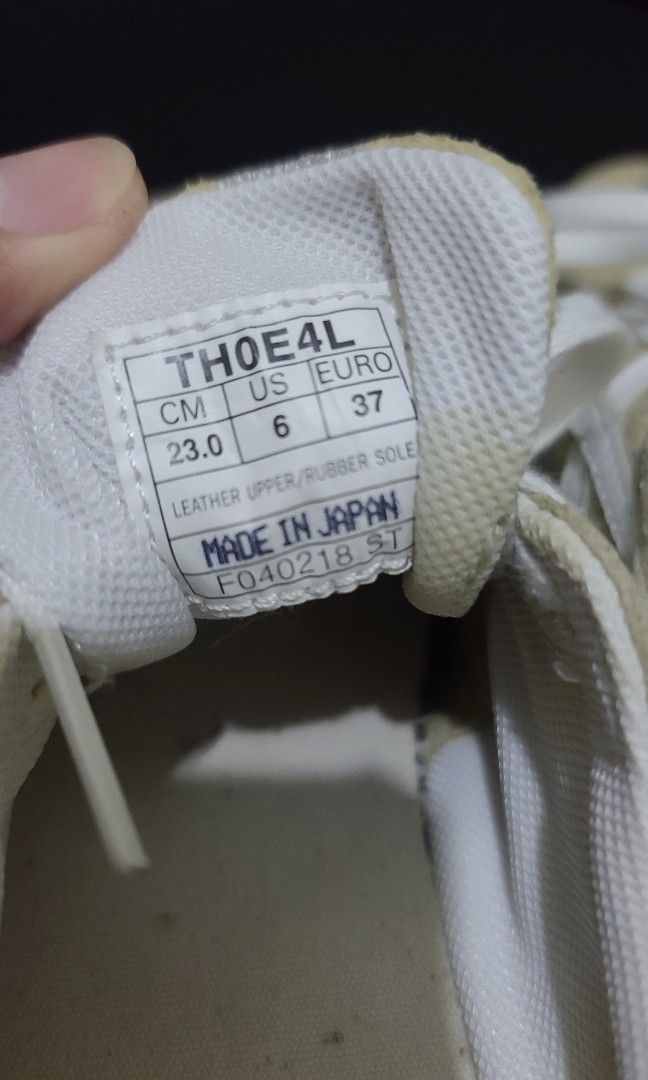 TH0E4L
CM US EURO
23.0 6 37
LEATHER UPPER/RUBBER SOLE
MADE IN JAPAN
F040218 ST